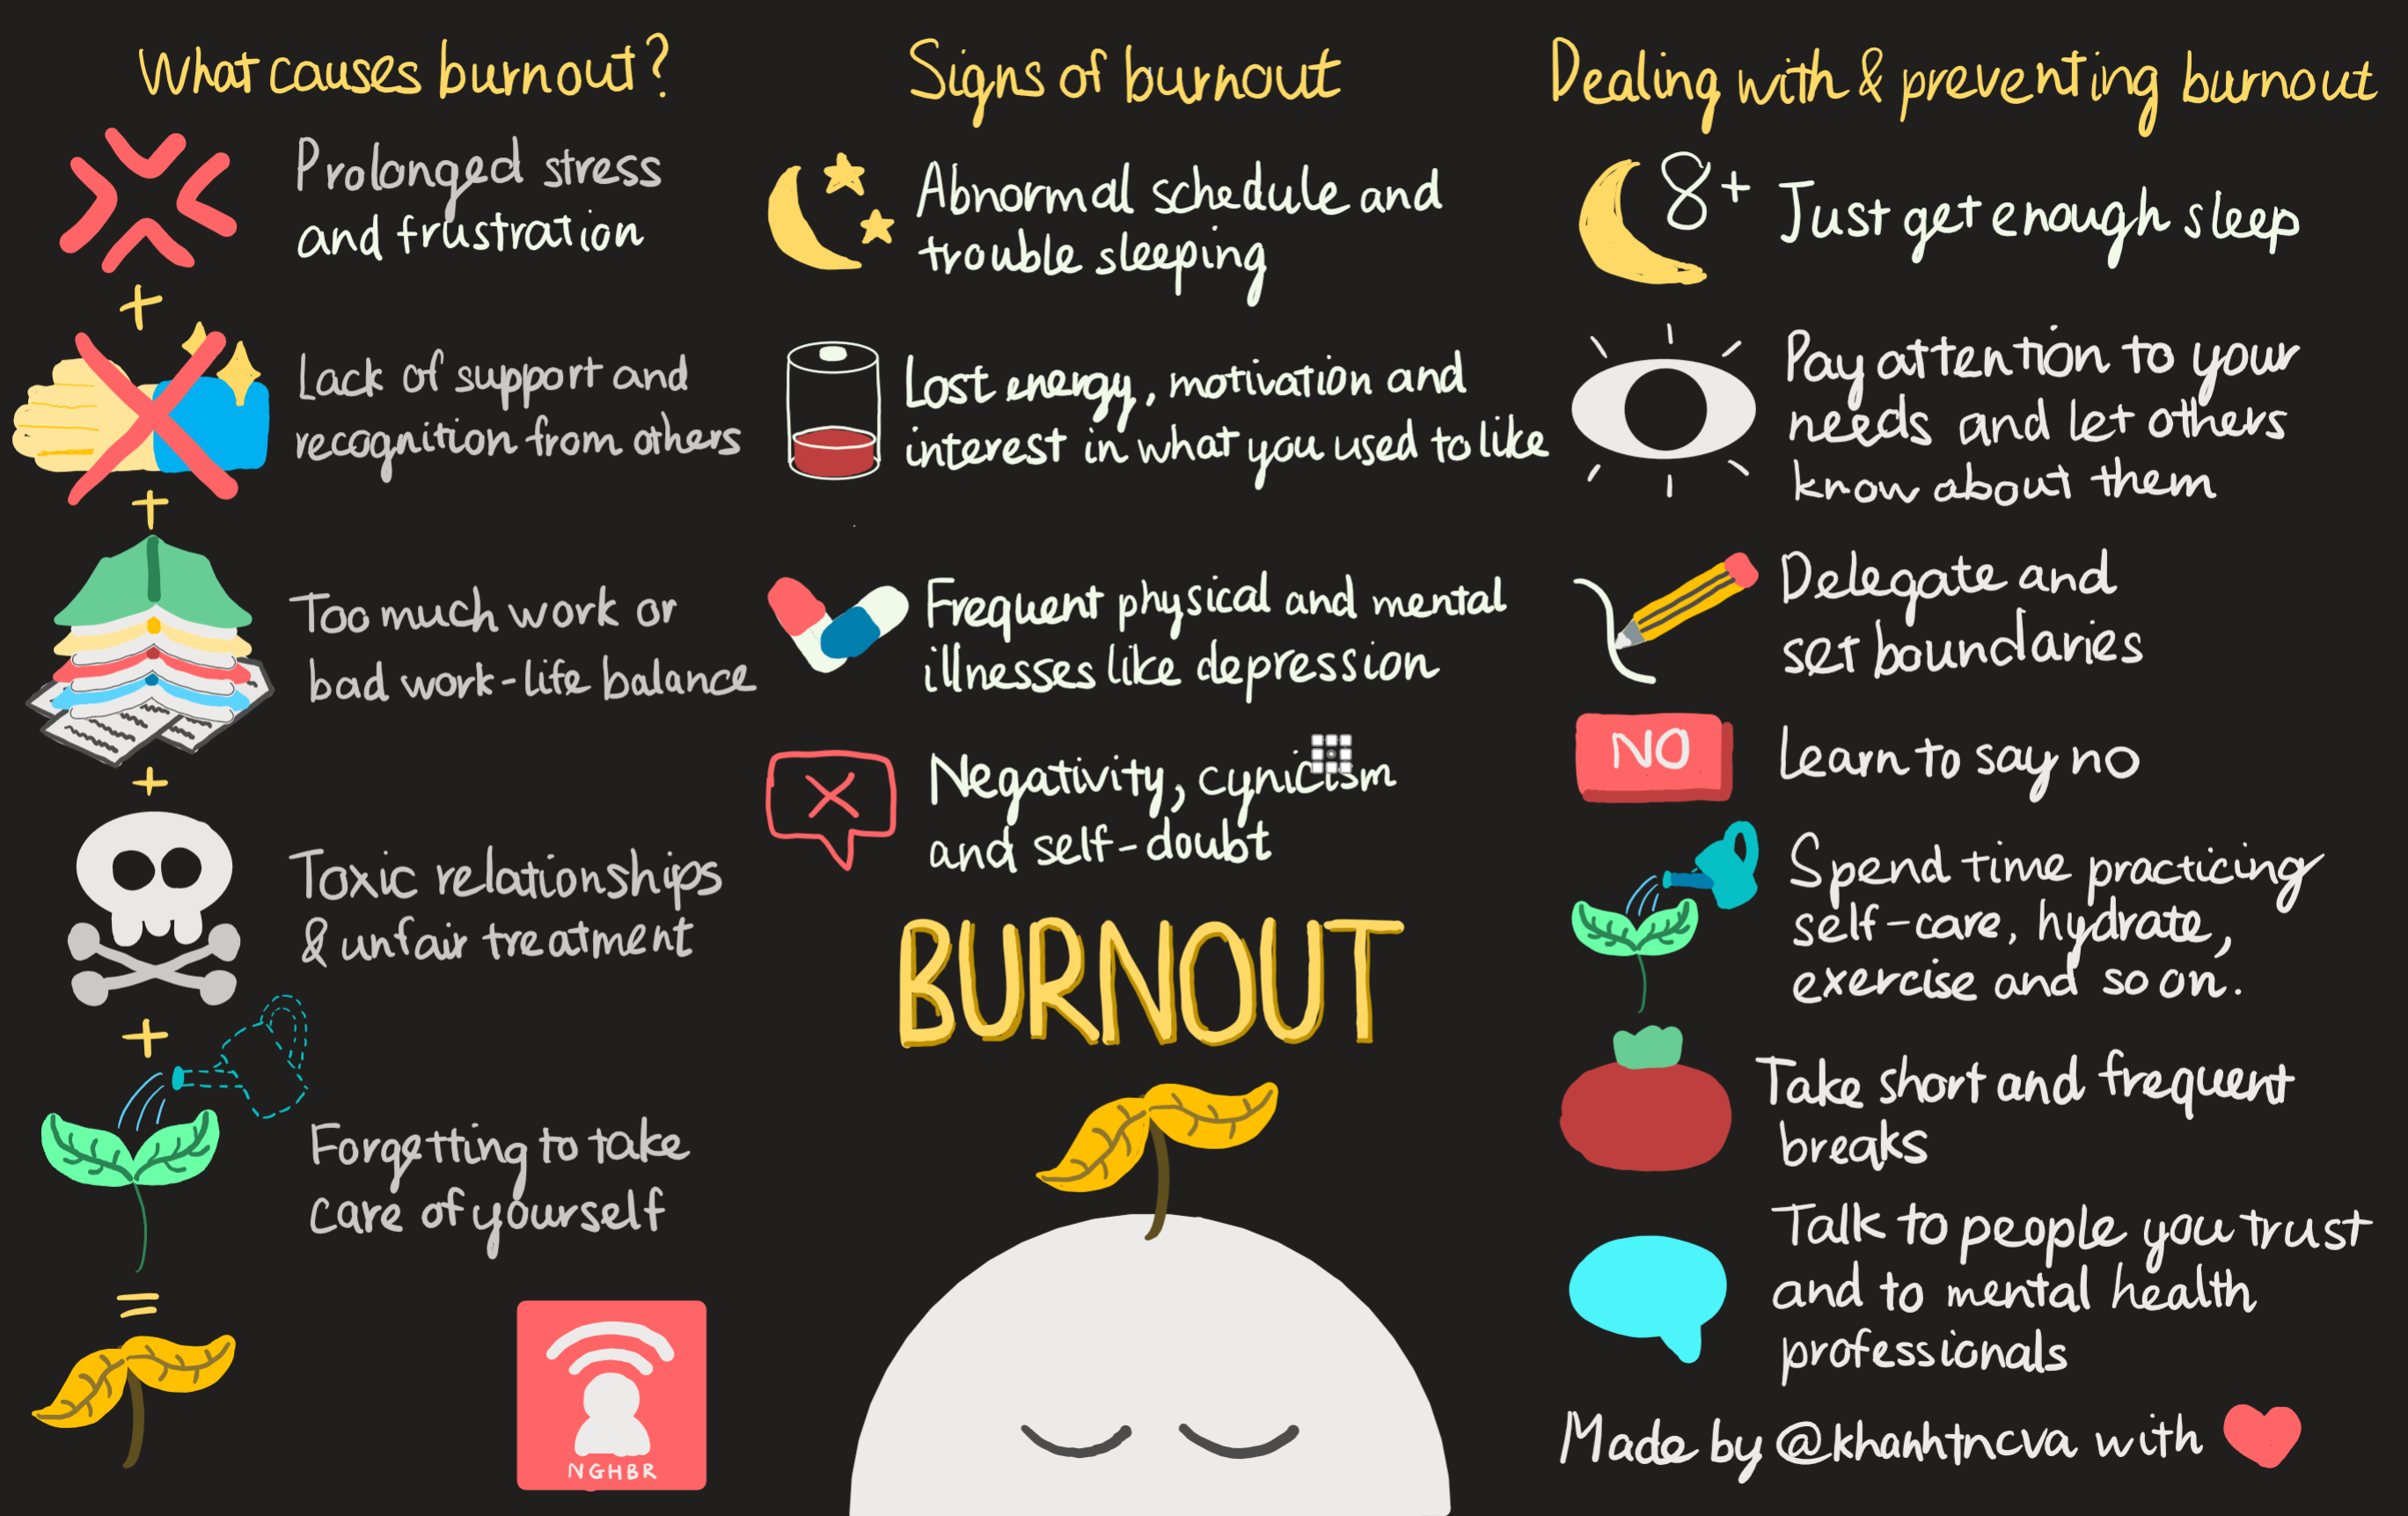 What causes burnout?
Prolonged stress
and frustration
+
Lack of support and
recognition from others
+
Too much work or
bad work-life balance
+
Toxic relationships
& unfair treatment
+
Forgetting to take
care of yourself
=
NGHBR
Signs of burnout
Abnormal schedule and
trouble sleeping
Lost energy, motivation and
interest in what you used to like
Frequent physical and mental
illnesses like depression
Negativity, cynicism
and self-doubt
BURNOUT
Dealing with & preventing burnout
8+
Just get enough sleep
Pay attention to your
needs and let others
know about them
Delegate and
set boundaries
NO
Learn to say no
Spend time practicing
self-care, hydrate,
exercise and so on.
Take short and frequent
breaks
Talk to people you trust
and to mental health
professionals
Made by @khanhtncva with